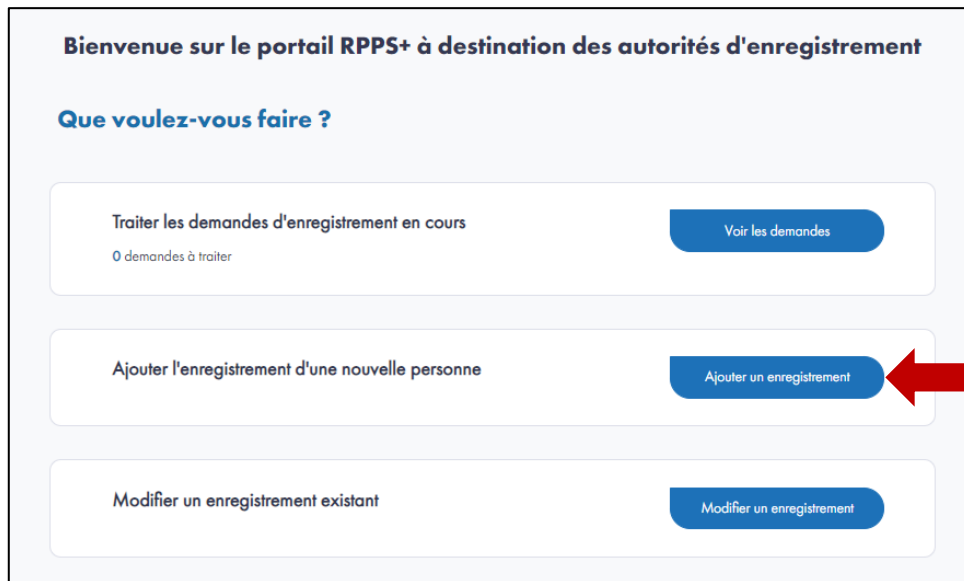 Bienvenue sur le portail RPPS+ à destination des autorités d'enregistrement
Que voulez-vous faire ?
Traiter les demandes d'enregistrement en cours
Voir les demandes
0 demandes à traiter
Ajouter l'enregistrement d'une nouvelle personne
Ajouter un enregistrement
Modifier un enregistrement existant
Modifier un enregistrement